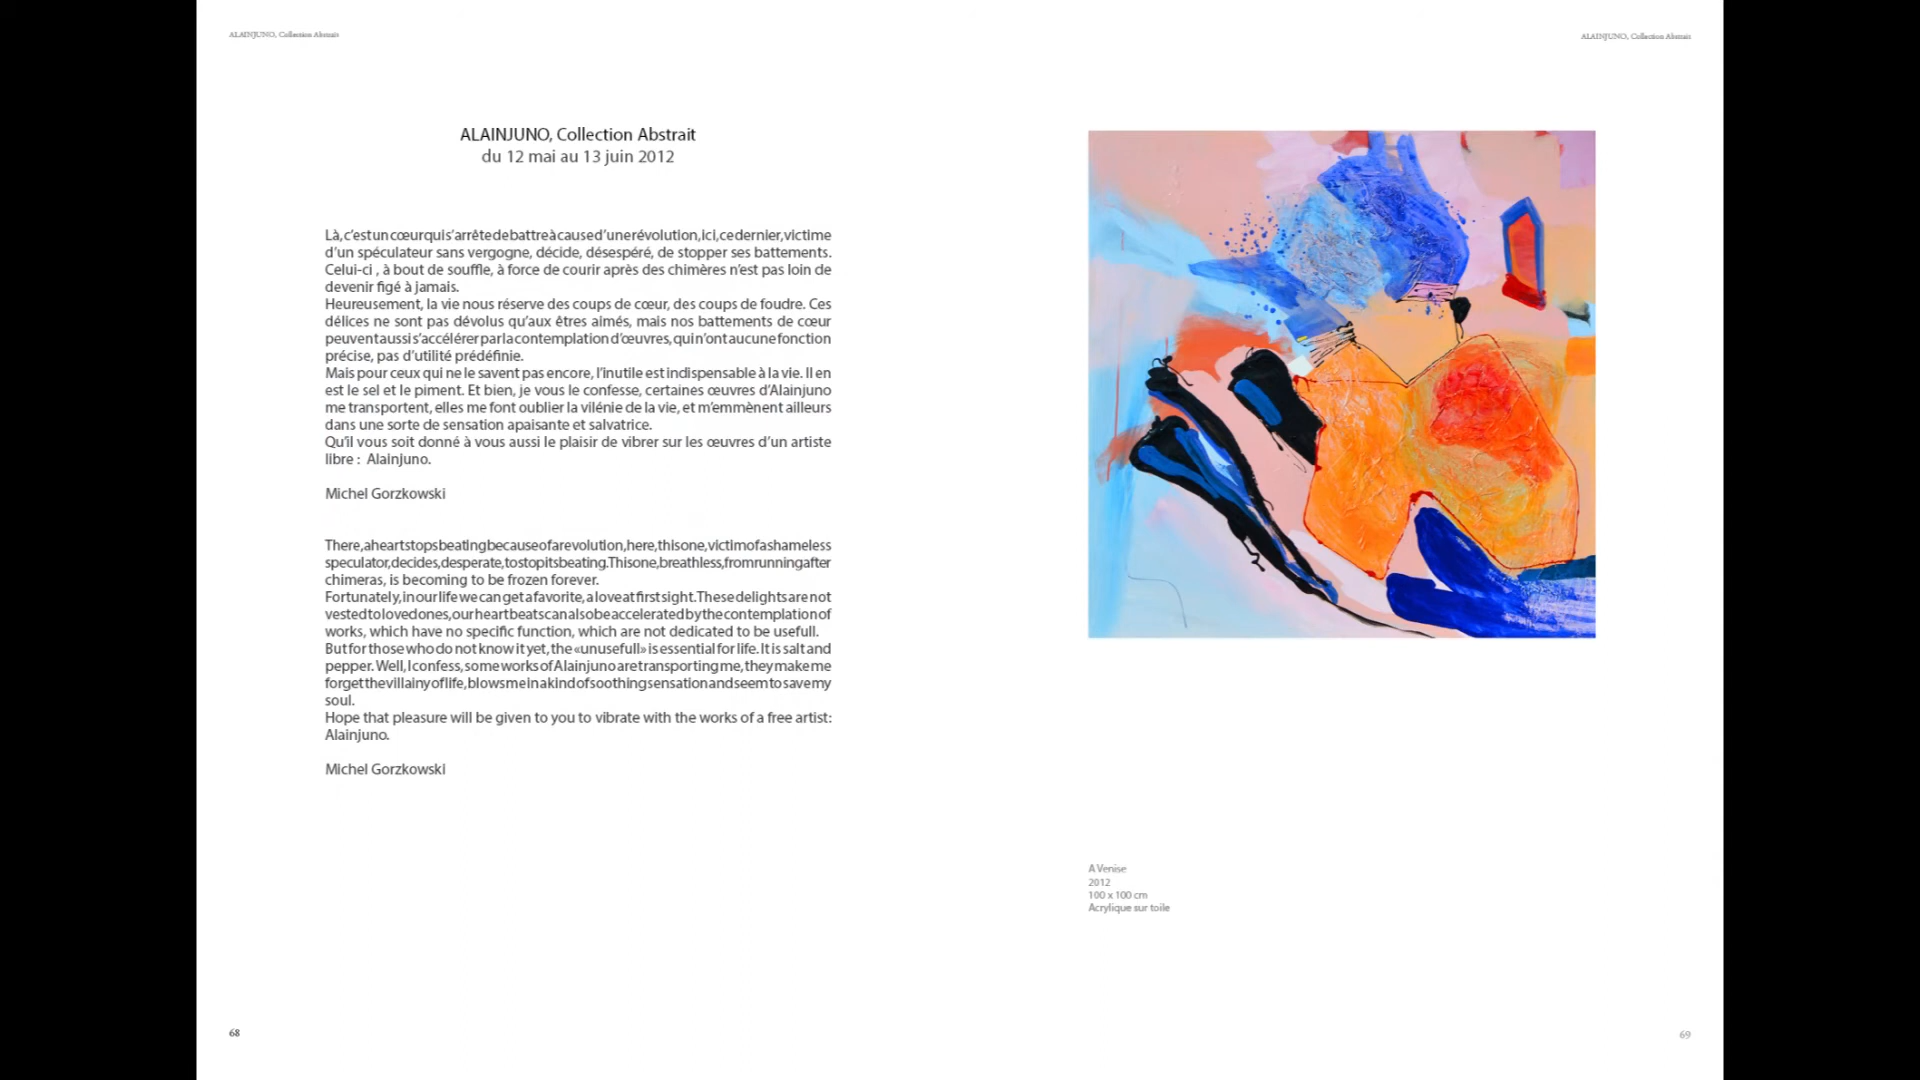 ALAINJUNO, Collection Abstrait
ALAINJUNO, Collection Abstrait
ALAINJUNO, Collection Abstrait
du 12 mai au 13 juin 2012
Là, c’est un cœur qui s’arrête de battre à cause d’une révolution, ici, ce dernier, victime
d’un spéculateur sans vergogne, décide, désespéré, de stopper ses battements.
Celui-ci , à bout de souffle, à force de courir après des chimères n’est pas loin de
devenir figé à jamais.
Heureusement, la vie nous réserve des coups de cœur, des coups de foudre. Ces
délices ne sont pas dévolus qu’aux êtres aimés, mais nos battements de cœur
peuvent aussi s’accélérer par la contemplation d’œuvres, qui n’ont aucune fonction
précise, pas d’utilité prédéfinie.
Mais pour ceux qui ne le savent pas encore, l’inutile est indispensable à la vie. Il en
est le sel et le piment. Et bien, je vous le confesse, certaines œuvres d’Alainjuno
me transportent, elles me font oublier la vilénie de la vie, et m’emmènent ailleurs
dans une sorte de sensation apaisante et salvatrice.
Qu’il vous soit donné à vous aussi le plaisir de vibrer sur les œuvres d’un artiste
libre : Alainjuno.
Michel Gorzkowski
There, a heart stops beating because of a revolution, here, this one, victim of a shameless
speculator, decides, desperate, to stop its beating. This one, breathless, from running after
chimeras, is becoming to be frozen forever.
Fortunately, in our life we can get a favorite, a love at first sight. These delights are not
vested to loved ones, our heartbeats can also be accelerated by the contemplation of
works, which have no specific function, which are not dedicated to be usefull.
But for those who do not know it yet, the «unusefull» is essential for life. It is salt and
pepper. Well, I confess, some works of Alainjuno are transporting me, they make me
forget the villainy of life, blows me in a kind of soothing sensation and seem to save my
soul.
Hope that pleasure will be given to you to vibrate with the works of a free artist:
Alainjuno.
Michel Gorzkowski
A Venise
2012
100 x 100 cm
Acrylique sur toile
68
69